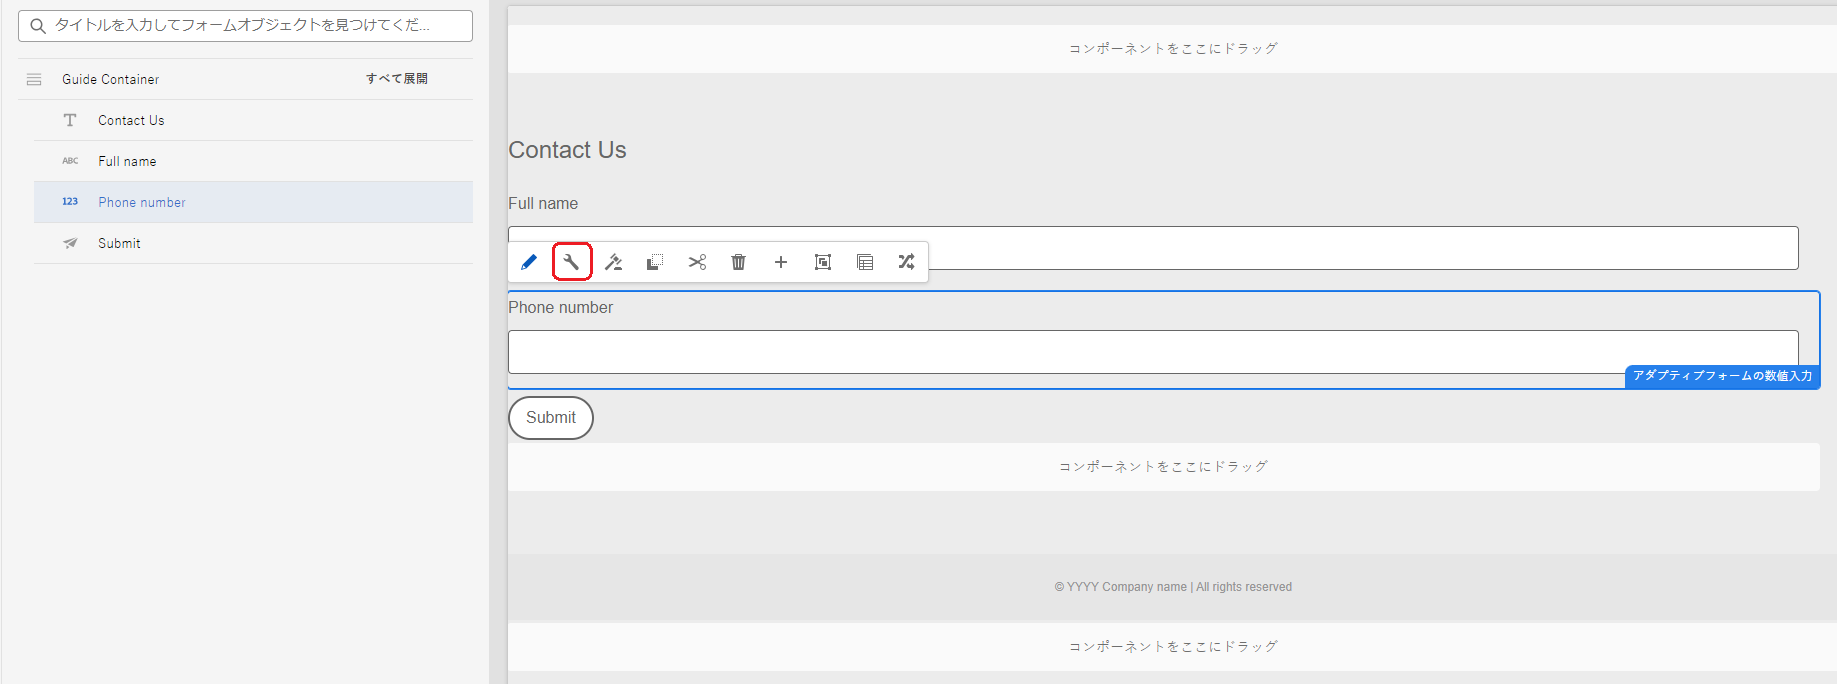 タイトルを入力してフォームオブジェクトを見つけてくだ...
Guide Container すべて展開
Contact Us
ABC Full name
123 Phone number
Submit
コンポーネントをここにドラッグ
Contact Us
Full name
Phone number
アダプティブフォームの数値入力
Submit
コンポーネントをここにドラッグ
© YYYY Company name | All rights reserved
コンポーネントをここにドラッグ